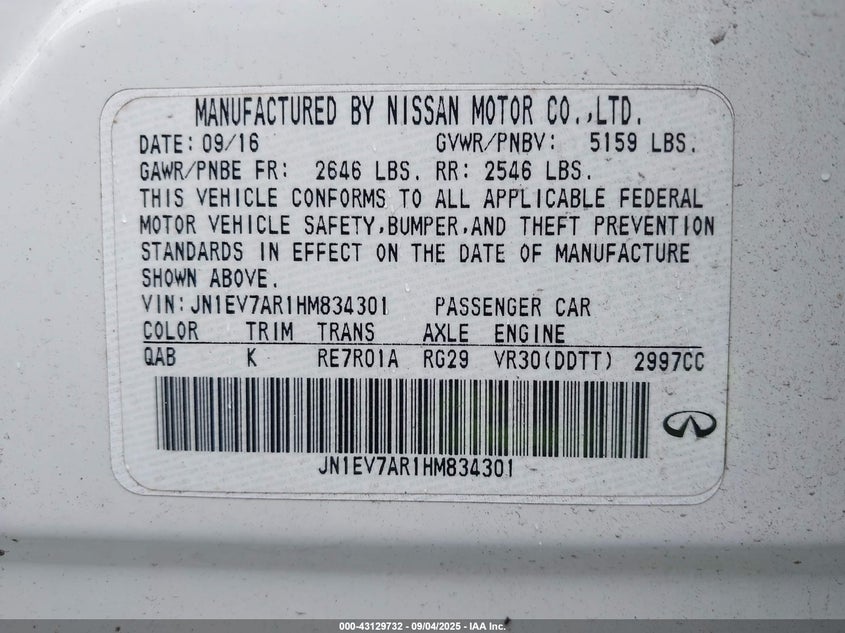 MANUFACTURED BY NISSAN MOTOR CO.,LTD.
DATE:09/16 GVWR/PNBV: 5159 LBS.
GAWR/PNBE FR: 2646 LBS. RR: 2546 LBS.
THIS VEHICLE CONFORMS TO ALL APPLICABLE FEDERAL
MOTOR VEHICLE SAFETY,BUMPER,AND THEFT PREVENTION
STANDARDS IN EFFECT ON THE DATE OF MANUFACTURE
SHOWN ABOVE.
VIN:JN1EV7AR1HM834301 PASSENGER CAR
COLOR TRIM TRANS AXLE ENGINE
QAB K RE7R01A RG29 VR30(DDTT) 2997CC
JN1EV7AR1HM834301
000-43129732 - 09/04/2025 - IAA Inc.